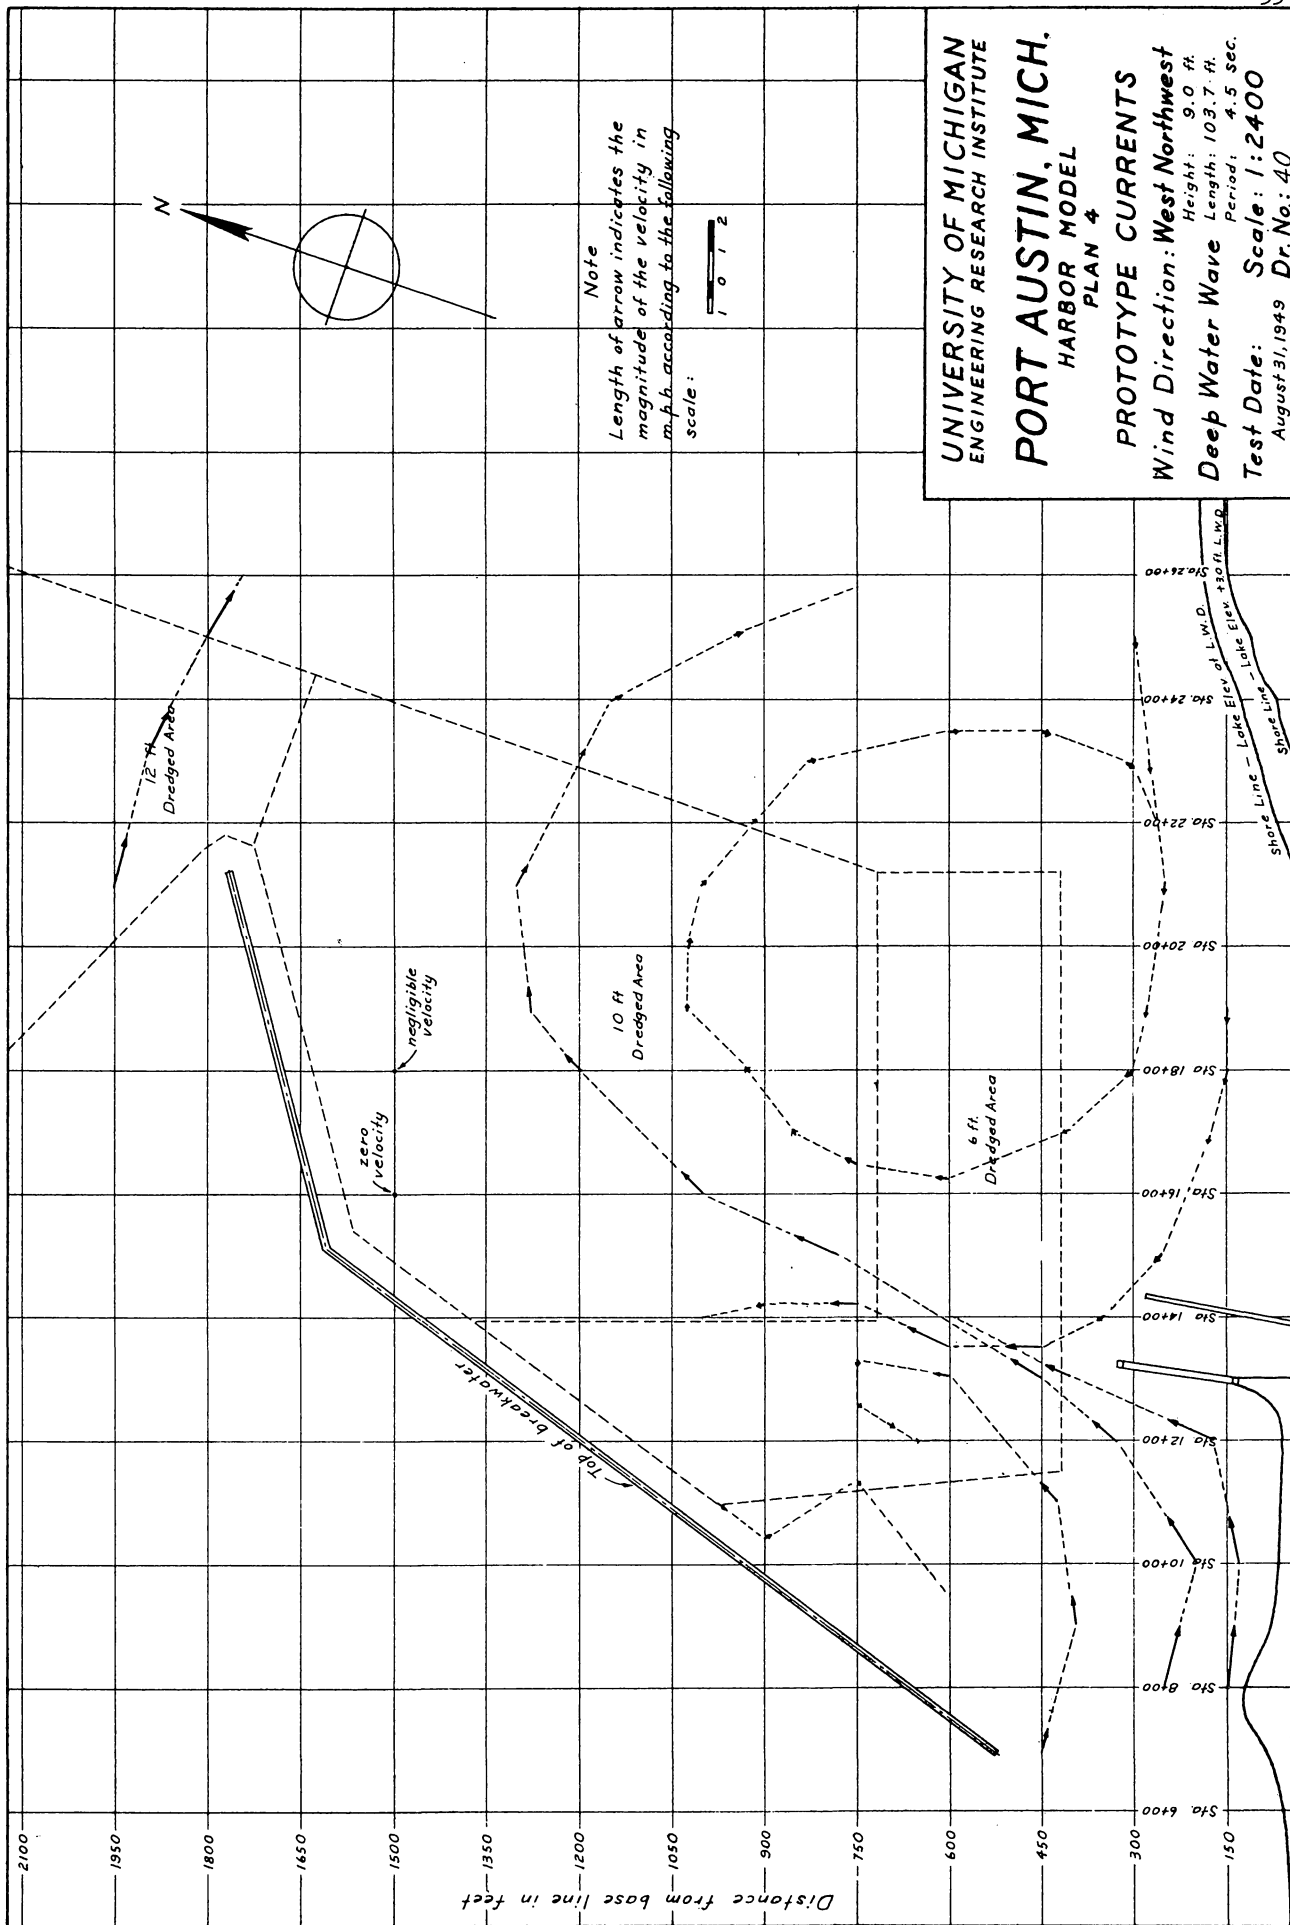 UNIVERSITY OF MICHIGAN
ENGINEERING RESEARCH INSTITUTE
PORT AUSTIN, MICH.
HARBOR MODEL
PLAN 4
PROTOTYPE CURRENTS
Wind Direction: West Northwest
Deep Water Wave
Height: 9.0 ft.
Length: 103.7 ft.
Period: 4.5 sec.
Test Date:
August 31, 1949
Scale: 1:2400
Dr. No.: 40
N
Note
Length of arrow indicates the
magnitude of the velocity in
m.p.h. according to the following
scale:
1 0 1 2
12 ft
Dredged Area
negligible
velocity
zero
velocity
10 ft
Dredged Area
6 ft.
Dredged Area
Top of breakwater
Shore Line - Lake Elev. at L.W.D.
Shore Line - Lake Elev. +3.0 ft. L.W.D.
Sta. 26+00
Sta. 24+00
Sta. 22+00
Sta 20+00
Sta 18+00
Sta. 16+00
Sta 14+00
Sta 12+00
Sta 10+00
Sta 8+00
Sta. 6+00
2100
1950
1800
1650
1500
1350
1200
1050
900
750
600
450
300
150
Distance from base line in feet